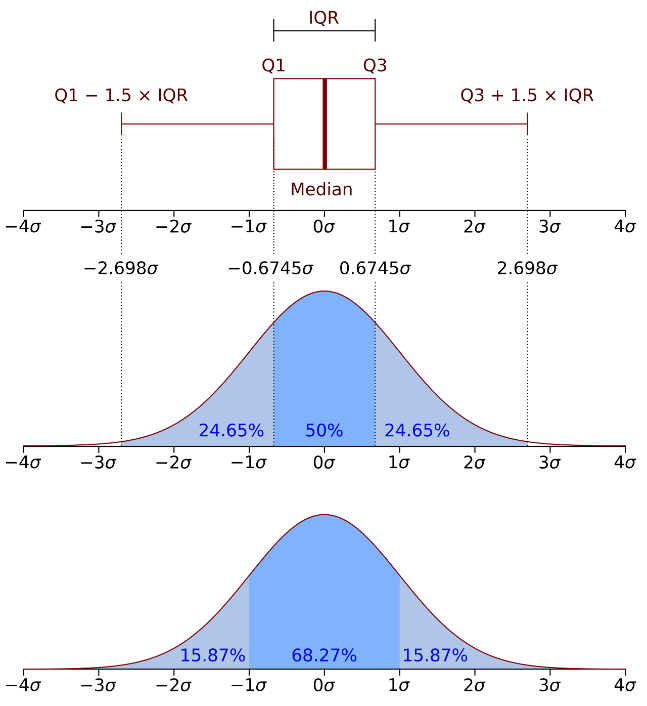 IQR
Q1 Q3
Q1 − 1.5 × IQR Q3 + 1.5 × IQR
Median
−4σ −3σ −2σ −1σ 0σ 1σ 2σ 3σ 4σ
−2.698σ −0.6745σ 0.6745σ 2.698σ
24.65% 50% 24.65%
−4σ −3σ −2σ −1σ 0σ 1σ 2σ 3σ 4σ
15.87% 68.27% 15.87%
−4σ −3σ −2σ −1σ 0σ 1σ 2σ 3σ 4σ